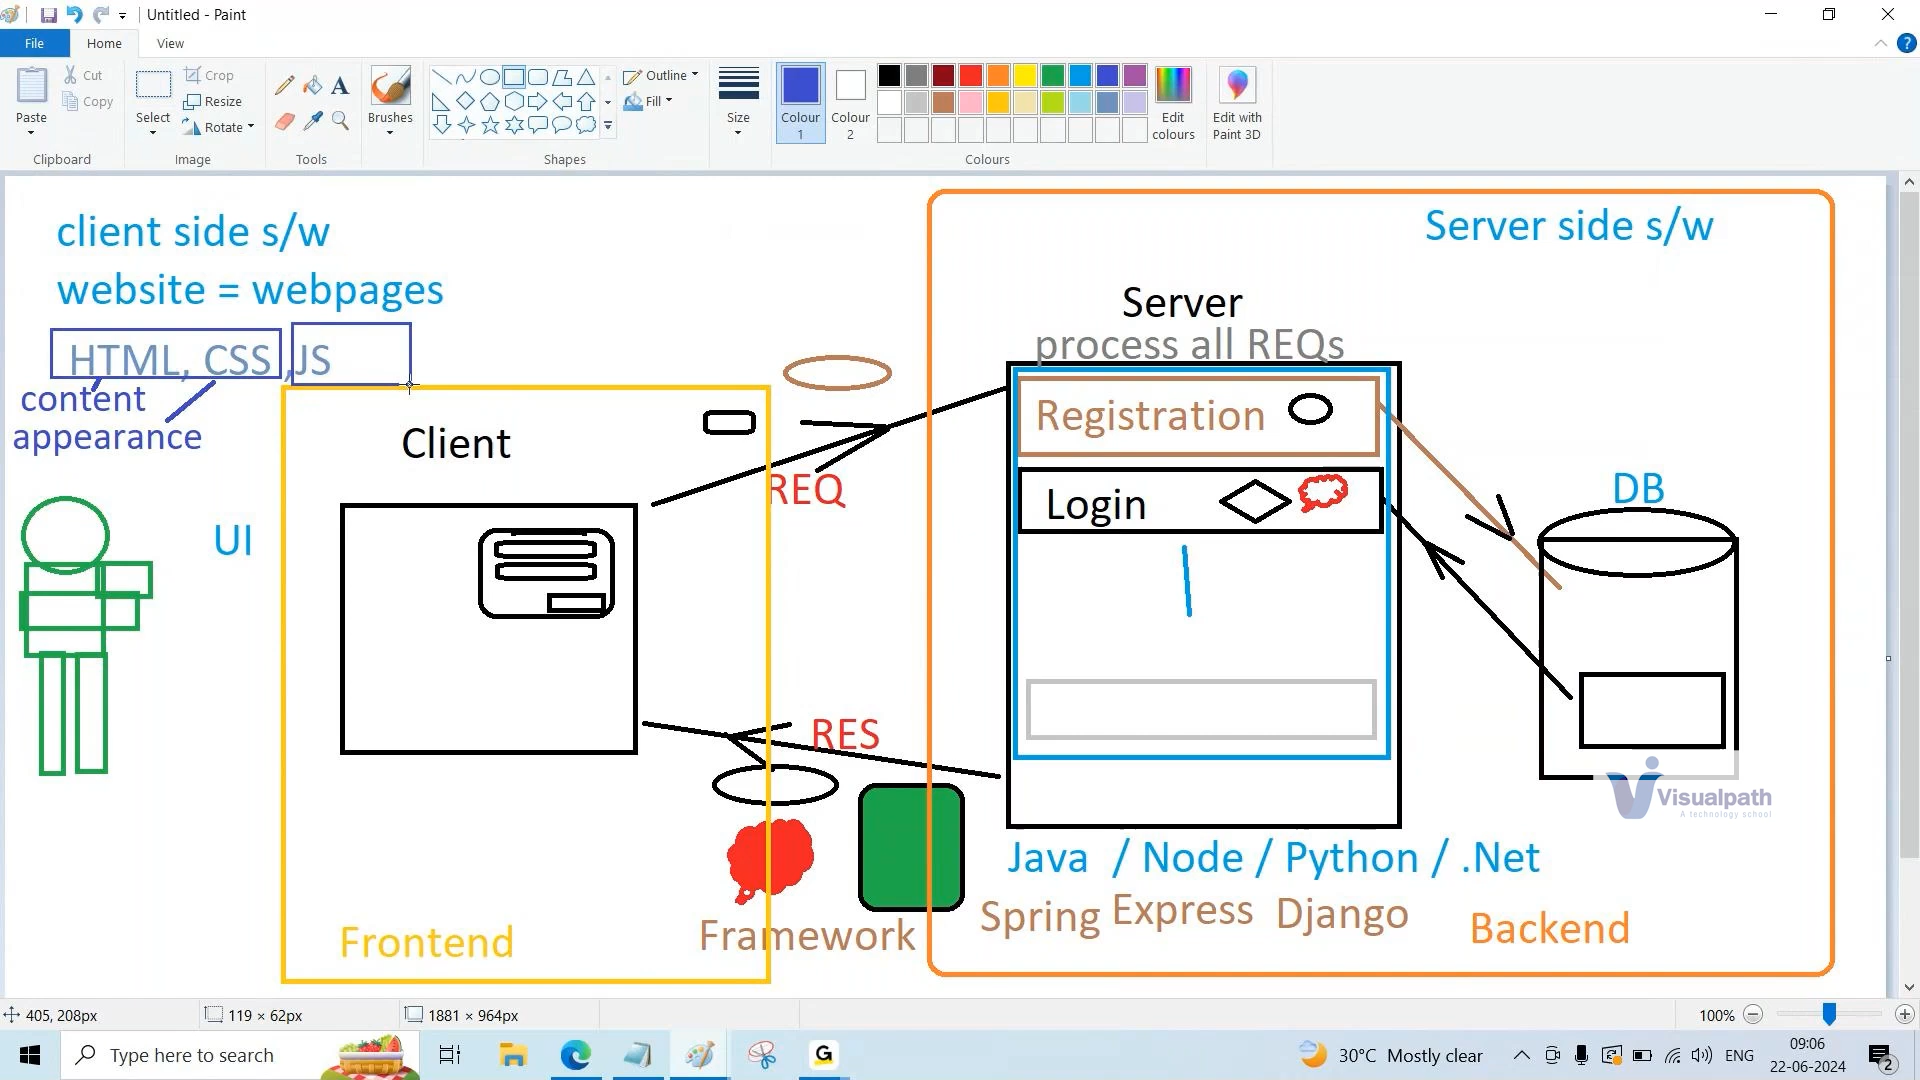 Untitled - Paint
File
Home
View
Paste
Cut
Copy
Clipboard
Select
Crop
Resize
Rotate
Image
Tools
Brushes
Outline
Fill
Shapes
Size
Colour 1
Colour 2
Edit colours
Edit with Paint 3D
Colours
client side s/w
website = webpages
HTML, CSS ,JS
content
appearance
Client
UI
REQ
RES
Frontend
Framework
Server side s/w
Server
process all REQs
Registration
Login
DB
Visualpath
A technology school
Java / Node / Python / .Net
Spring Express Django
Backend
405, 208px
119 × 62px
1881 × 964px
100%
Type here to search
30°C Mostly clear
ENG
09:06
22-06-2024
2